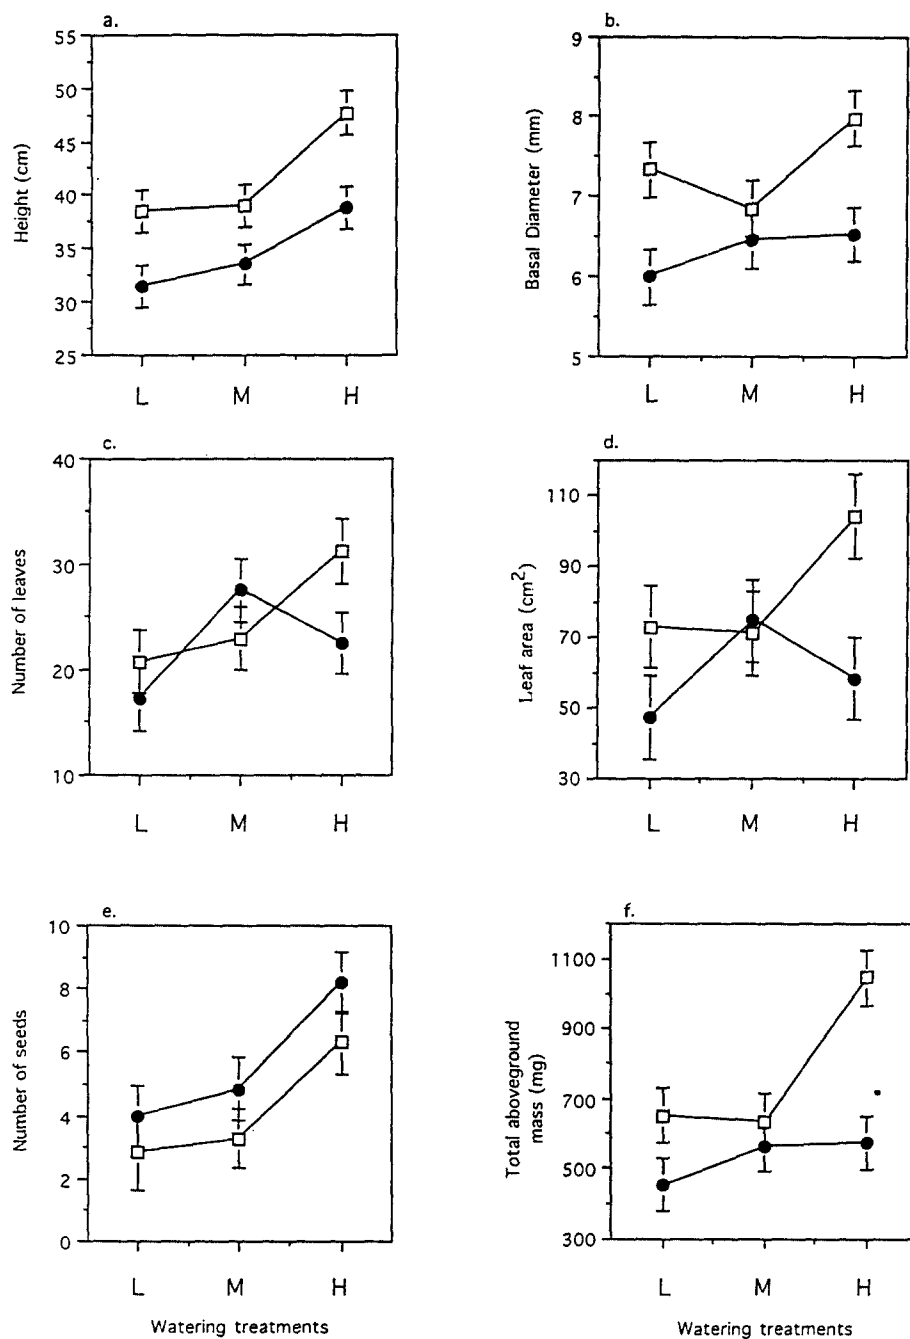 a.
55
50
45
40
35
30
25
Height (cm)
L M H
b.
9
8
7
6
5
Basal Diameter (mm)
L M H
c.
40
30
20
10
Number of leaves
L M H
d.
110
90
70
50
30
Leaf area (cm²)
L M H
e.
10
8
6
4
2
0
Number of seeds
L M H
Watering treatments
f.
1100
900
700
500
300
Total aboveground
mass (mg)
L M H
Watering treatments